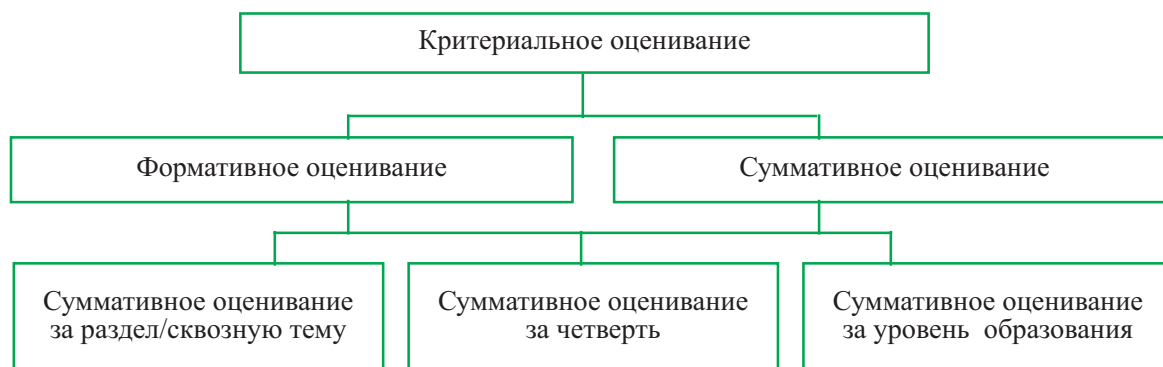 Критериальное оценивание
Формативное оценивание
Суммативное оценивание
Суммативное оценивание
за раздел/сквозную тему
Суммативное оценивание
за четверть
Суммативное оценивание
за уровень образования